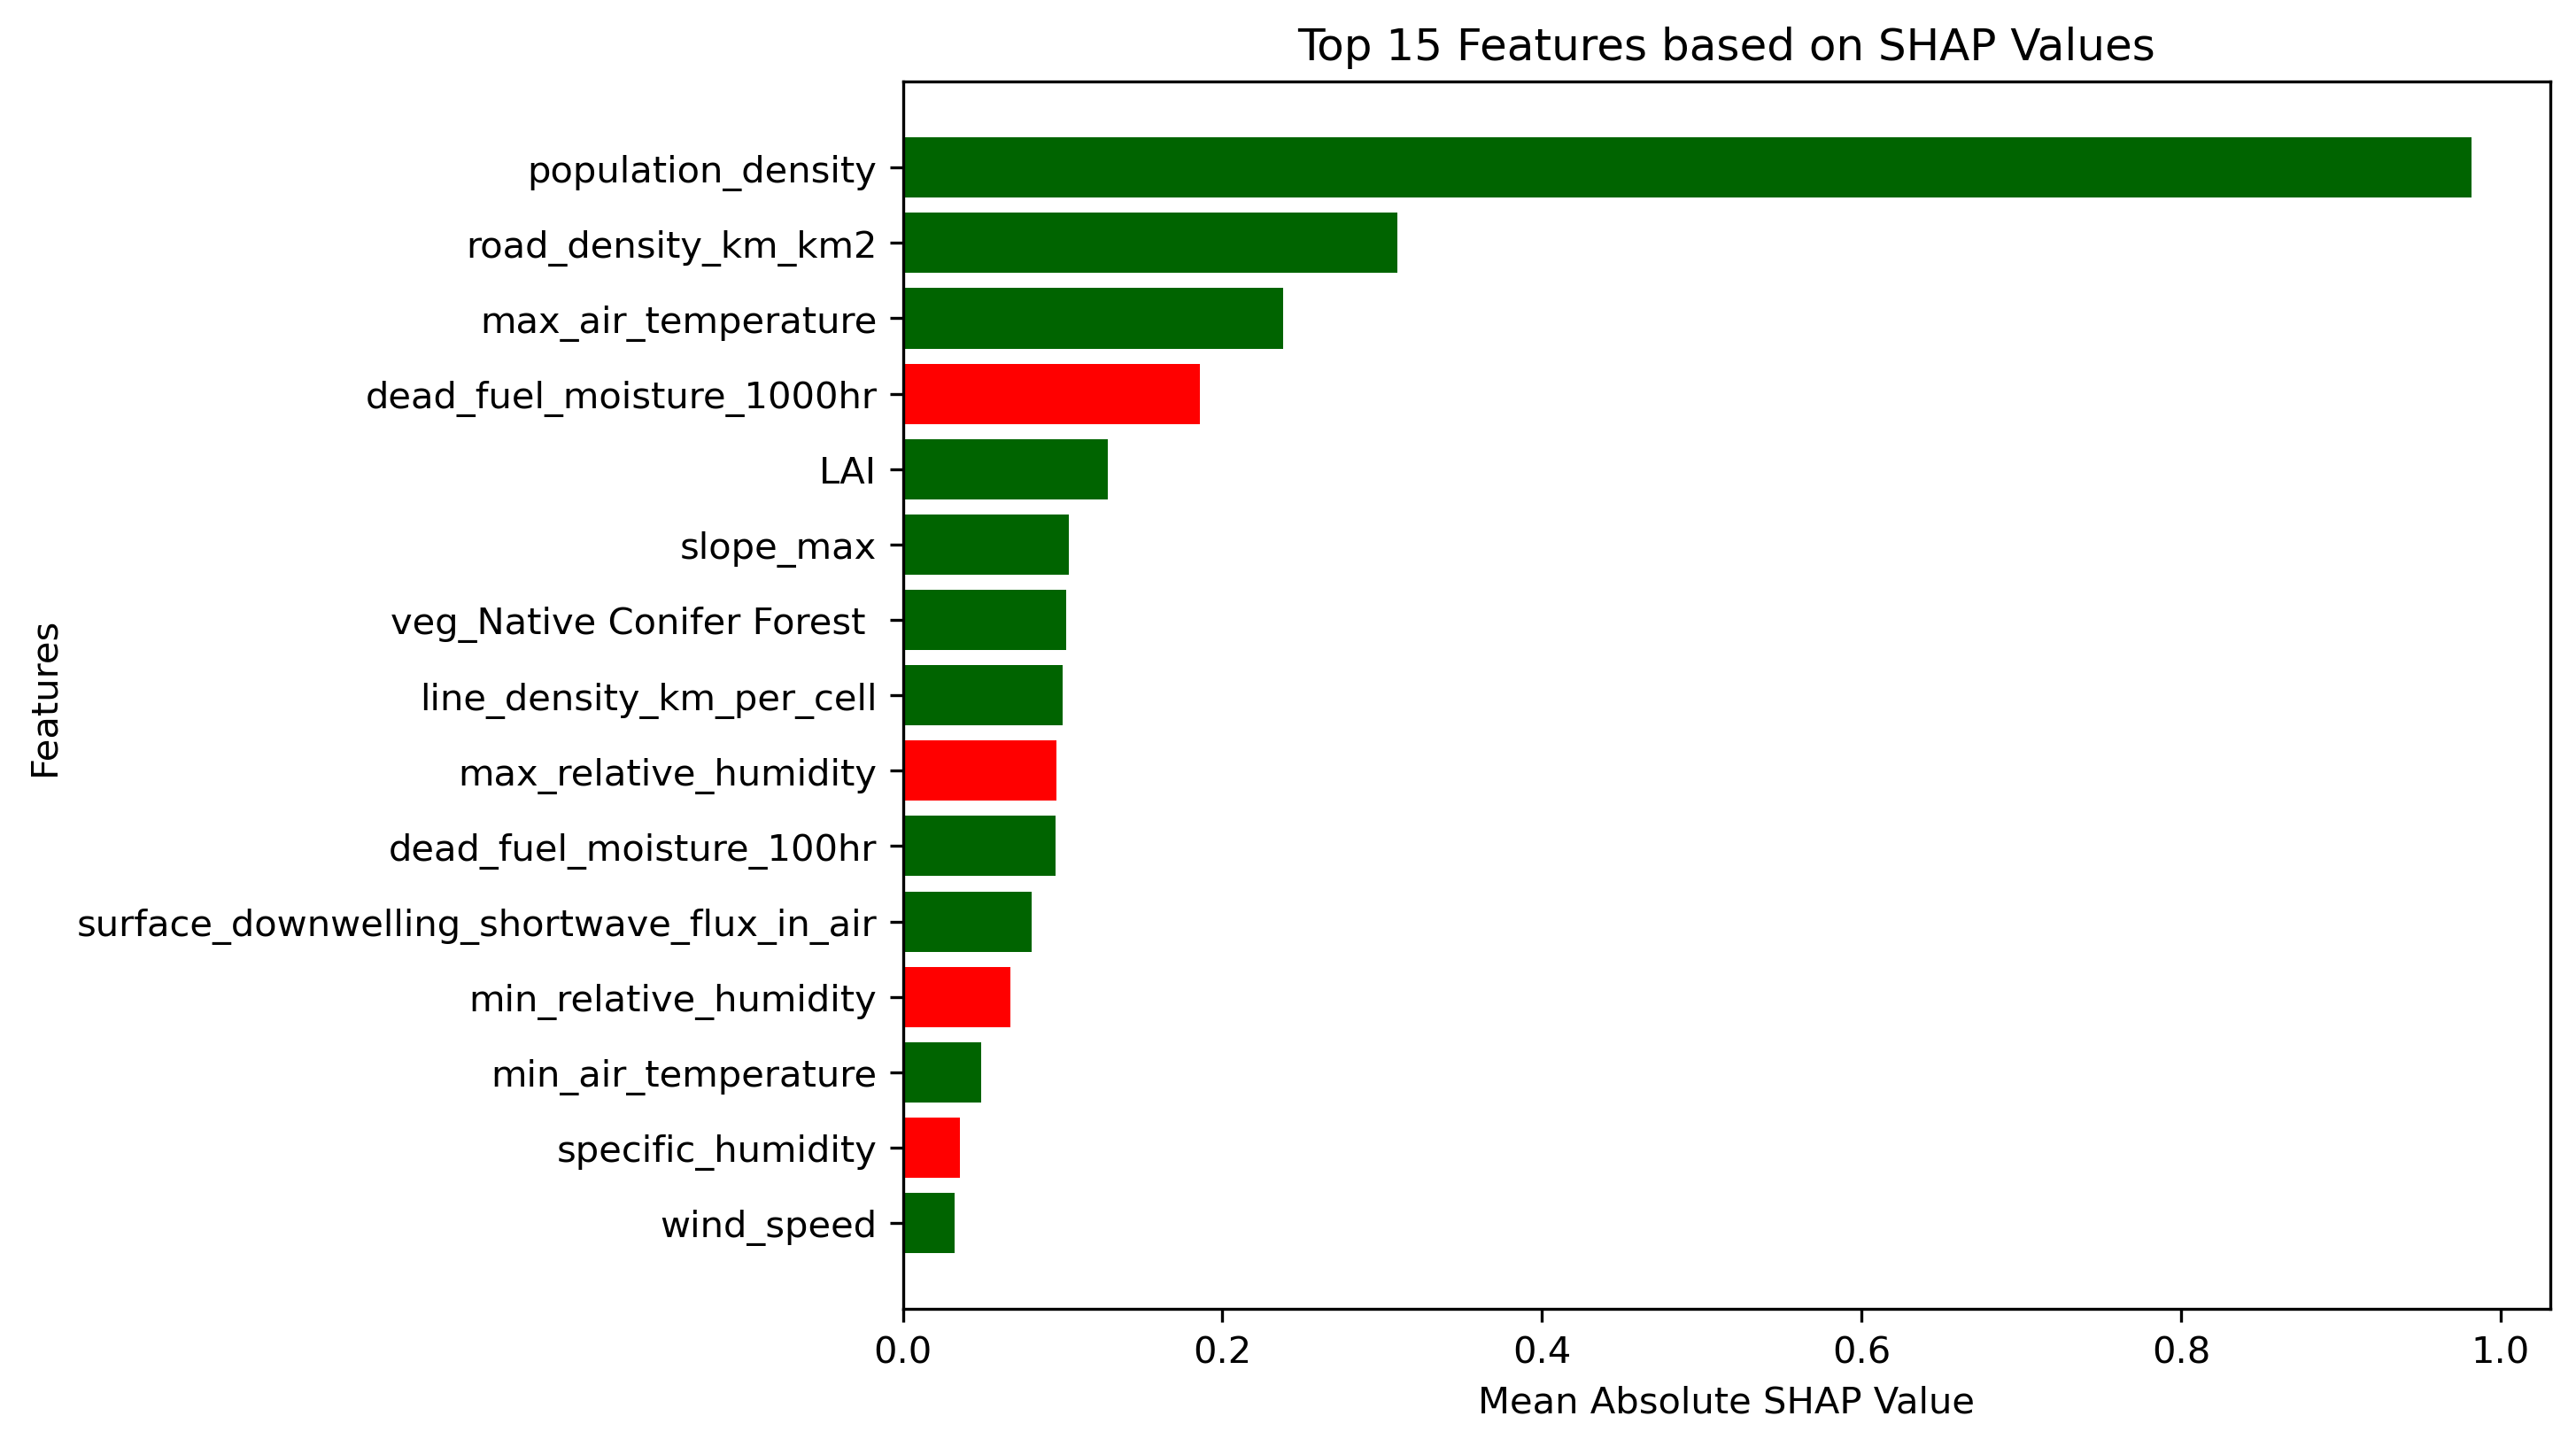 Top 15 Features based on SHAP Values
population_density
road_density_km_km2
max_air_temperature
dead_fuel_moisture_1000hr
LAI
slope_max
veg_Native Conifer Forest
line_density_km_per_cell
max_relative_humidity
dead_fuel_moisture_100hr
surface_downwelling_shortwave_flux_in_air
min_relative_humidity
min_air_temperature
specific_humidity
wind_speed
Features
0.0 0.2 0.4 0.6 0.8 1.0
Mean Absolute SHAP Value